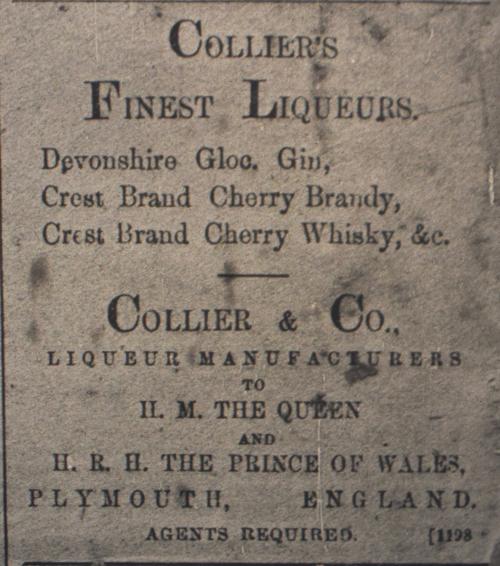 COLLIER'S
FINEST LIQUEURS.
Devonshire Gloc. Gin,
Crest Brand Cherry Brandy,
Crest Brand Cherry Whisky, &c.
COLLIER & Co.,
LIQUEUR MANUFACTURERS
TO
H. M. THE QUEEN
AND
H. R. H. THE PRINCE OF WALES,
PLYMOUTH, ENGLAND.
AGENTS REQUIRED. [1198